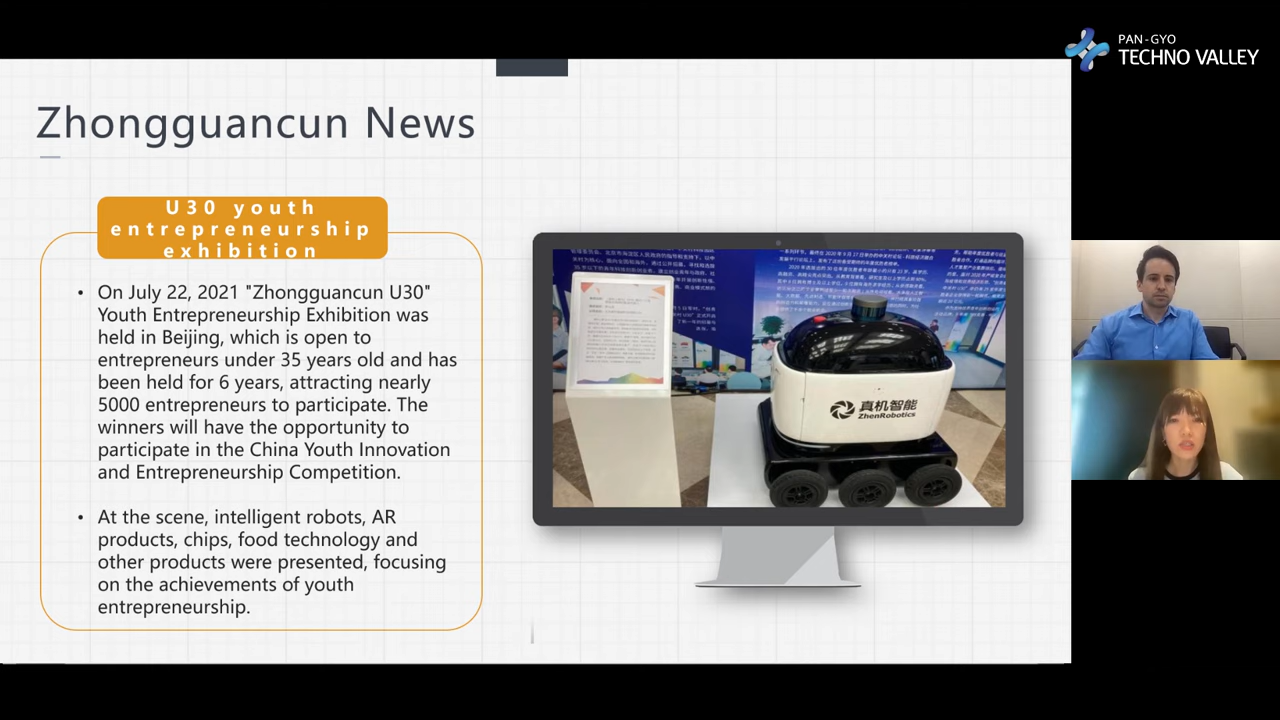 PAN-GYO
TECHNO VALLEY
Zhongguancun News
U30 youth
entrepreneurship
exhibition
• On July 22, 2021 "Zhongguancun U30"
Youth Entrepreneurship Exhibition was
held in Beijing, which is open to
entrepreneurs under 35 years old and has
been held for 6 years, attracting nearly
5000 entrepreneurs to participate. The
winners will have the opportunity to
participate in the China Youth Innovation
and Entrepreneurship Competition.
• At the scene, intelligent robots, AR
products, chips, food technology and
other products were presented, focusing
on the achievements of youth
entrepreneurship.
真机智能
ZhenRobotics